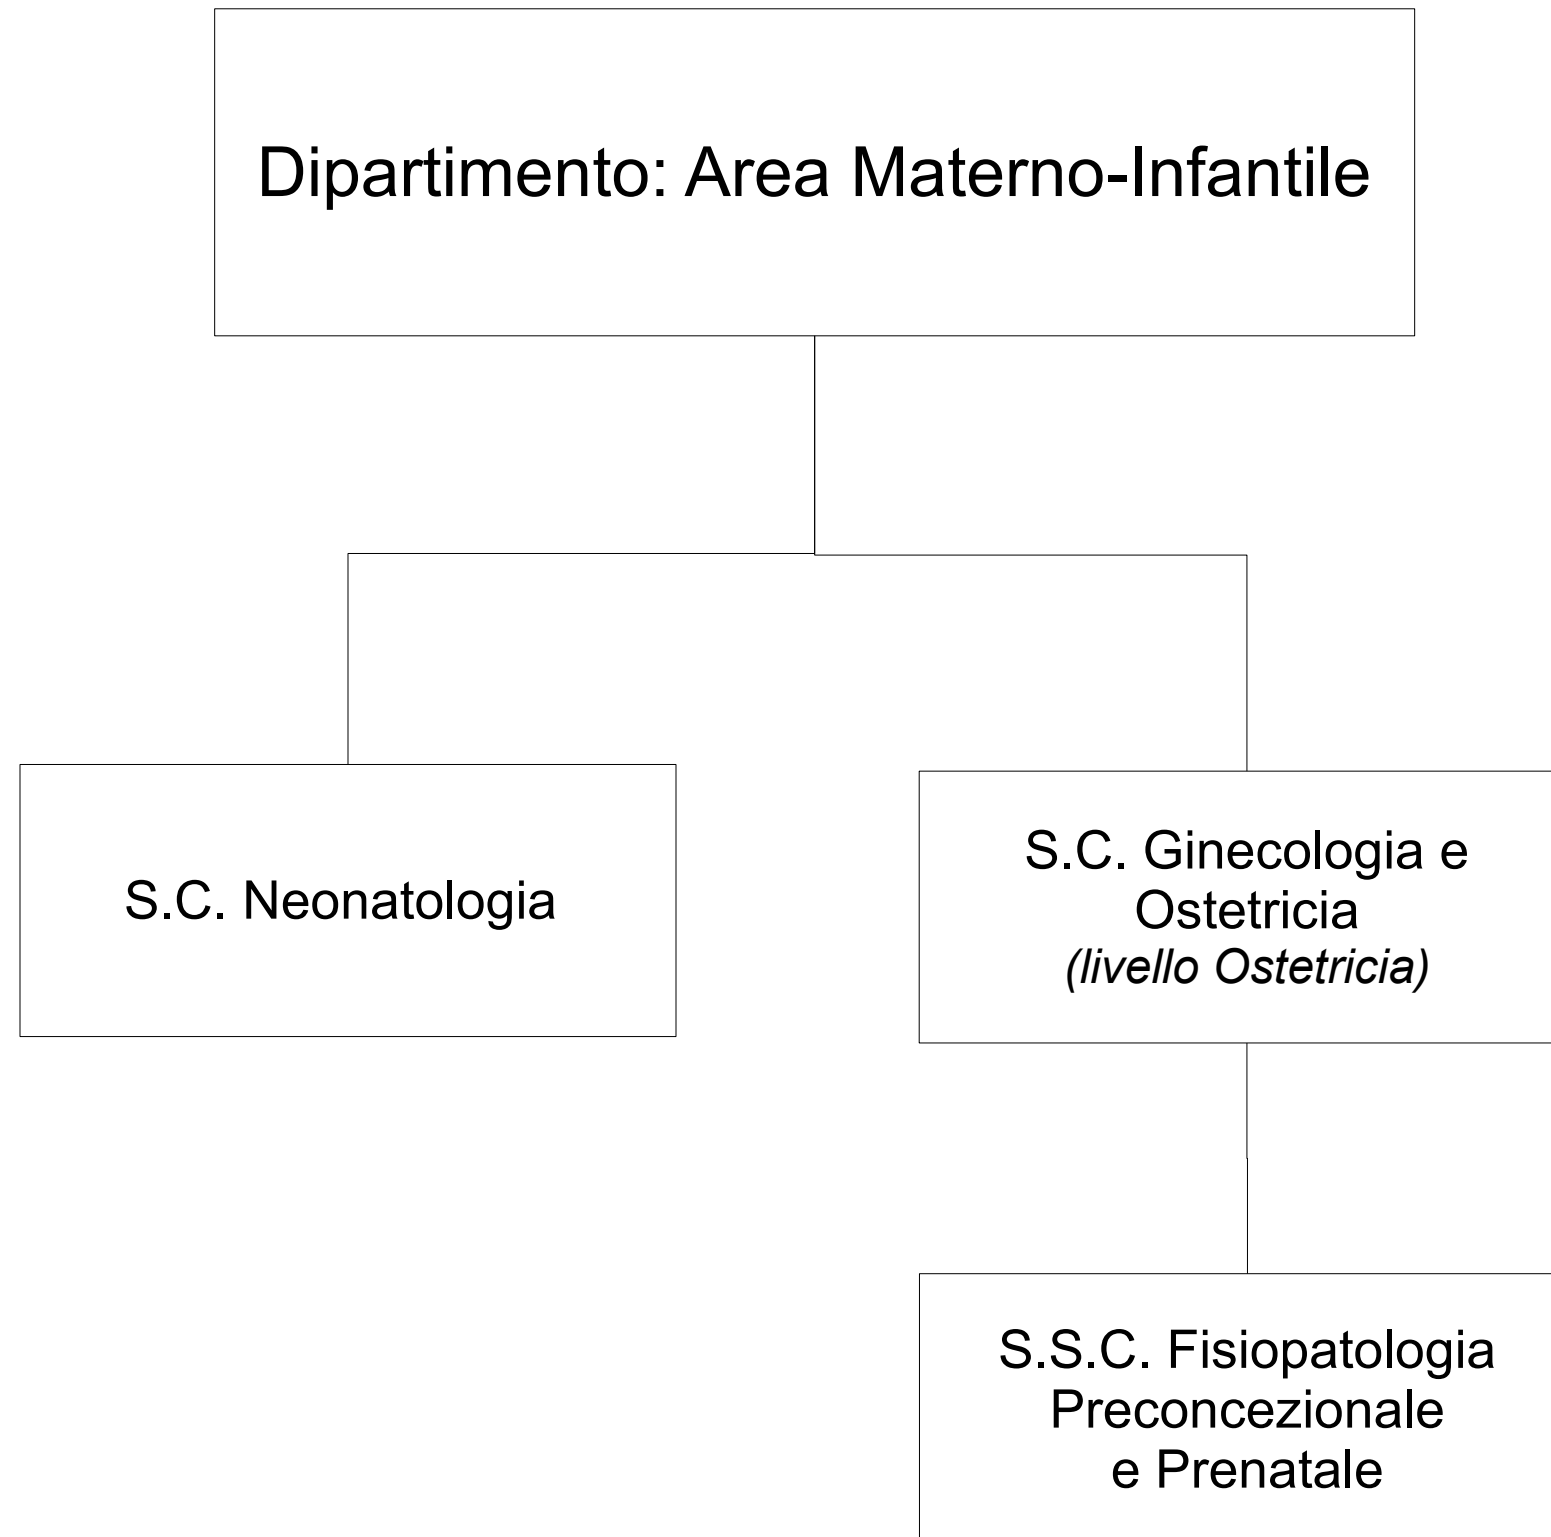 Dipartimento: Area Materno-Infantile
S.C. Neonatologia
S.C. Ginecologia e
Ostetricia
(livello Ostetricia)
S.S.C. Fisiopatologia
Preconcezionale
e Prenatale